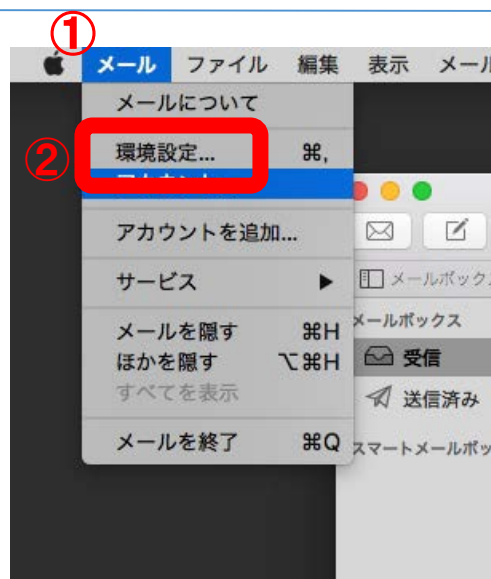 ①
メール ファイル 編集 表示 メール
メールについて
② 環境設定... ⌘,
アカウントを追加...
サービス ▶
メールを隠す ⌘H
ほかを隠す ⌥⌘H
すべてを表示
メールを終了 ⌘Q
メールボック
メールボックス
受信
送信済み
スマートメールボッ